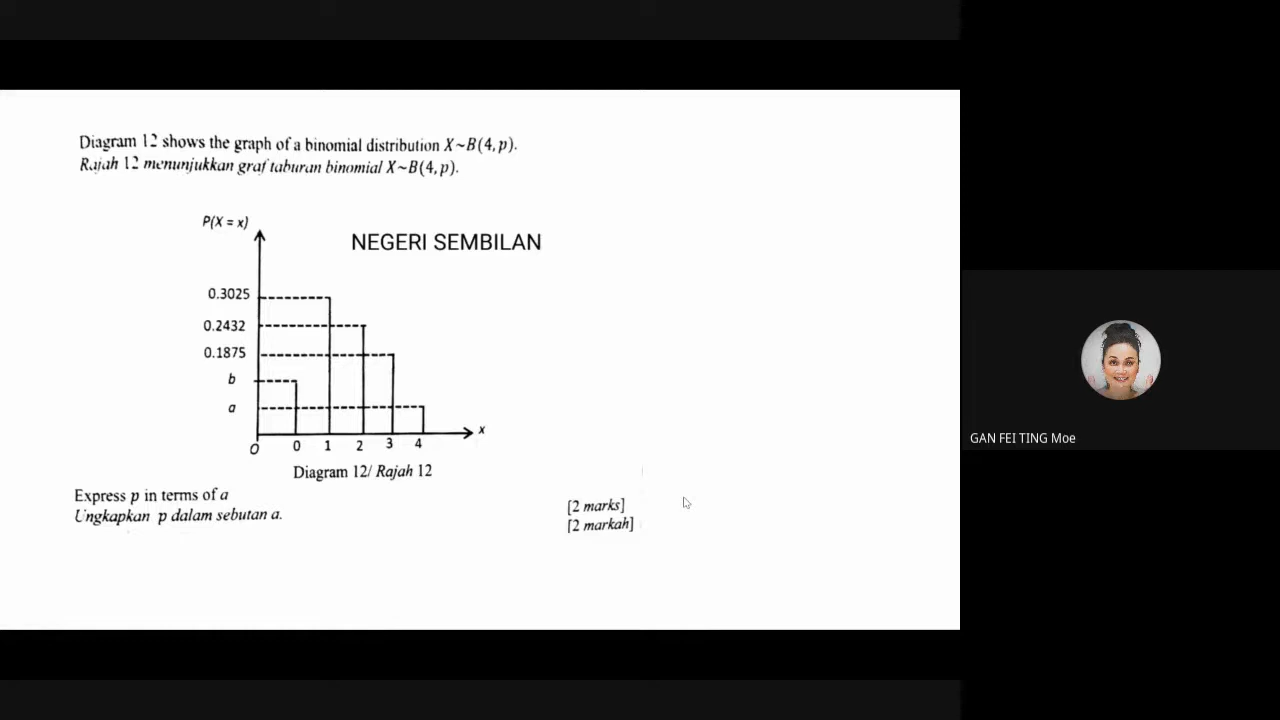 Diagram 12 shows the graph of a binomial distribution X~B(4, p).
Rajah 12 menunjukkan graf taburan binomial X~B(4, p).
P(X = x)
NEGERI SEMBILAN
0.3025
0.2432
0.1875
b
a
x
O 0 1 2 3 4
Diagram 12/ Rajah 12
GAN FEI TING Moe
Express p in terms of a
Ungkapkan p dalam sebutan a.
[2 marks]
[2 markah]